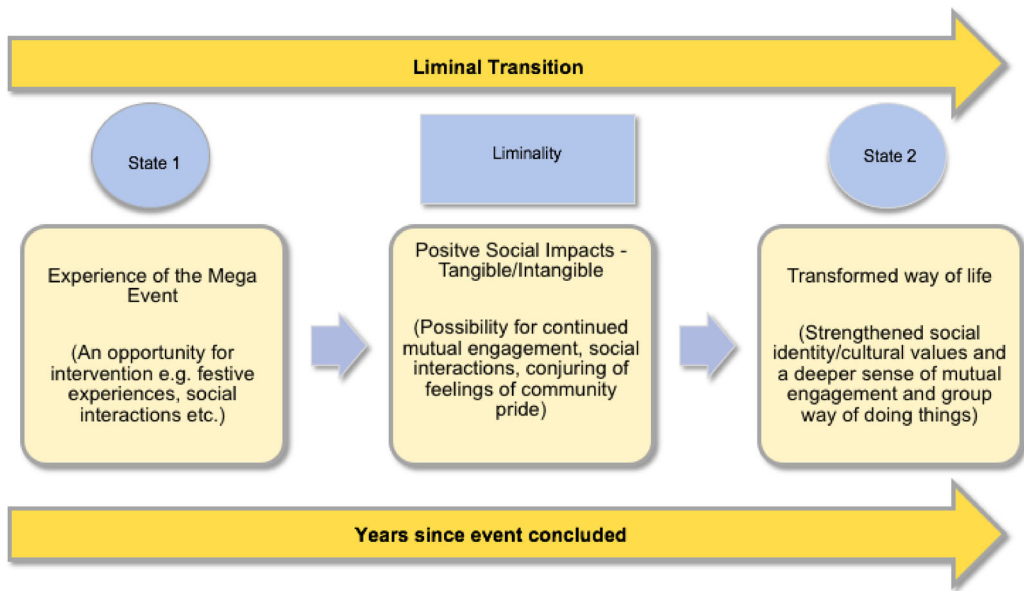 Liminal Transition
State 1
Liminality
State 2
Experience of the Mega
Event
(An opportunity for
intervention e.g. festive
experiences, social
interactions etc.)
Positve Social Impacts -
Tangible/Intangible
(Possibility for continued
mutual engagement, social
interactions, conjuring of
feelings of community
pride)
Transformed way of life
(Strengthened social
identity/cultural values and
a deeper sense of mutual
engagement and group
way of doing things)
Years since event concluded